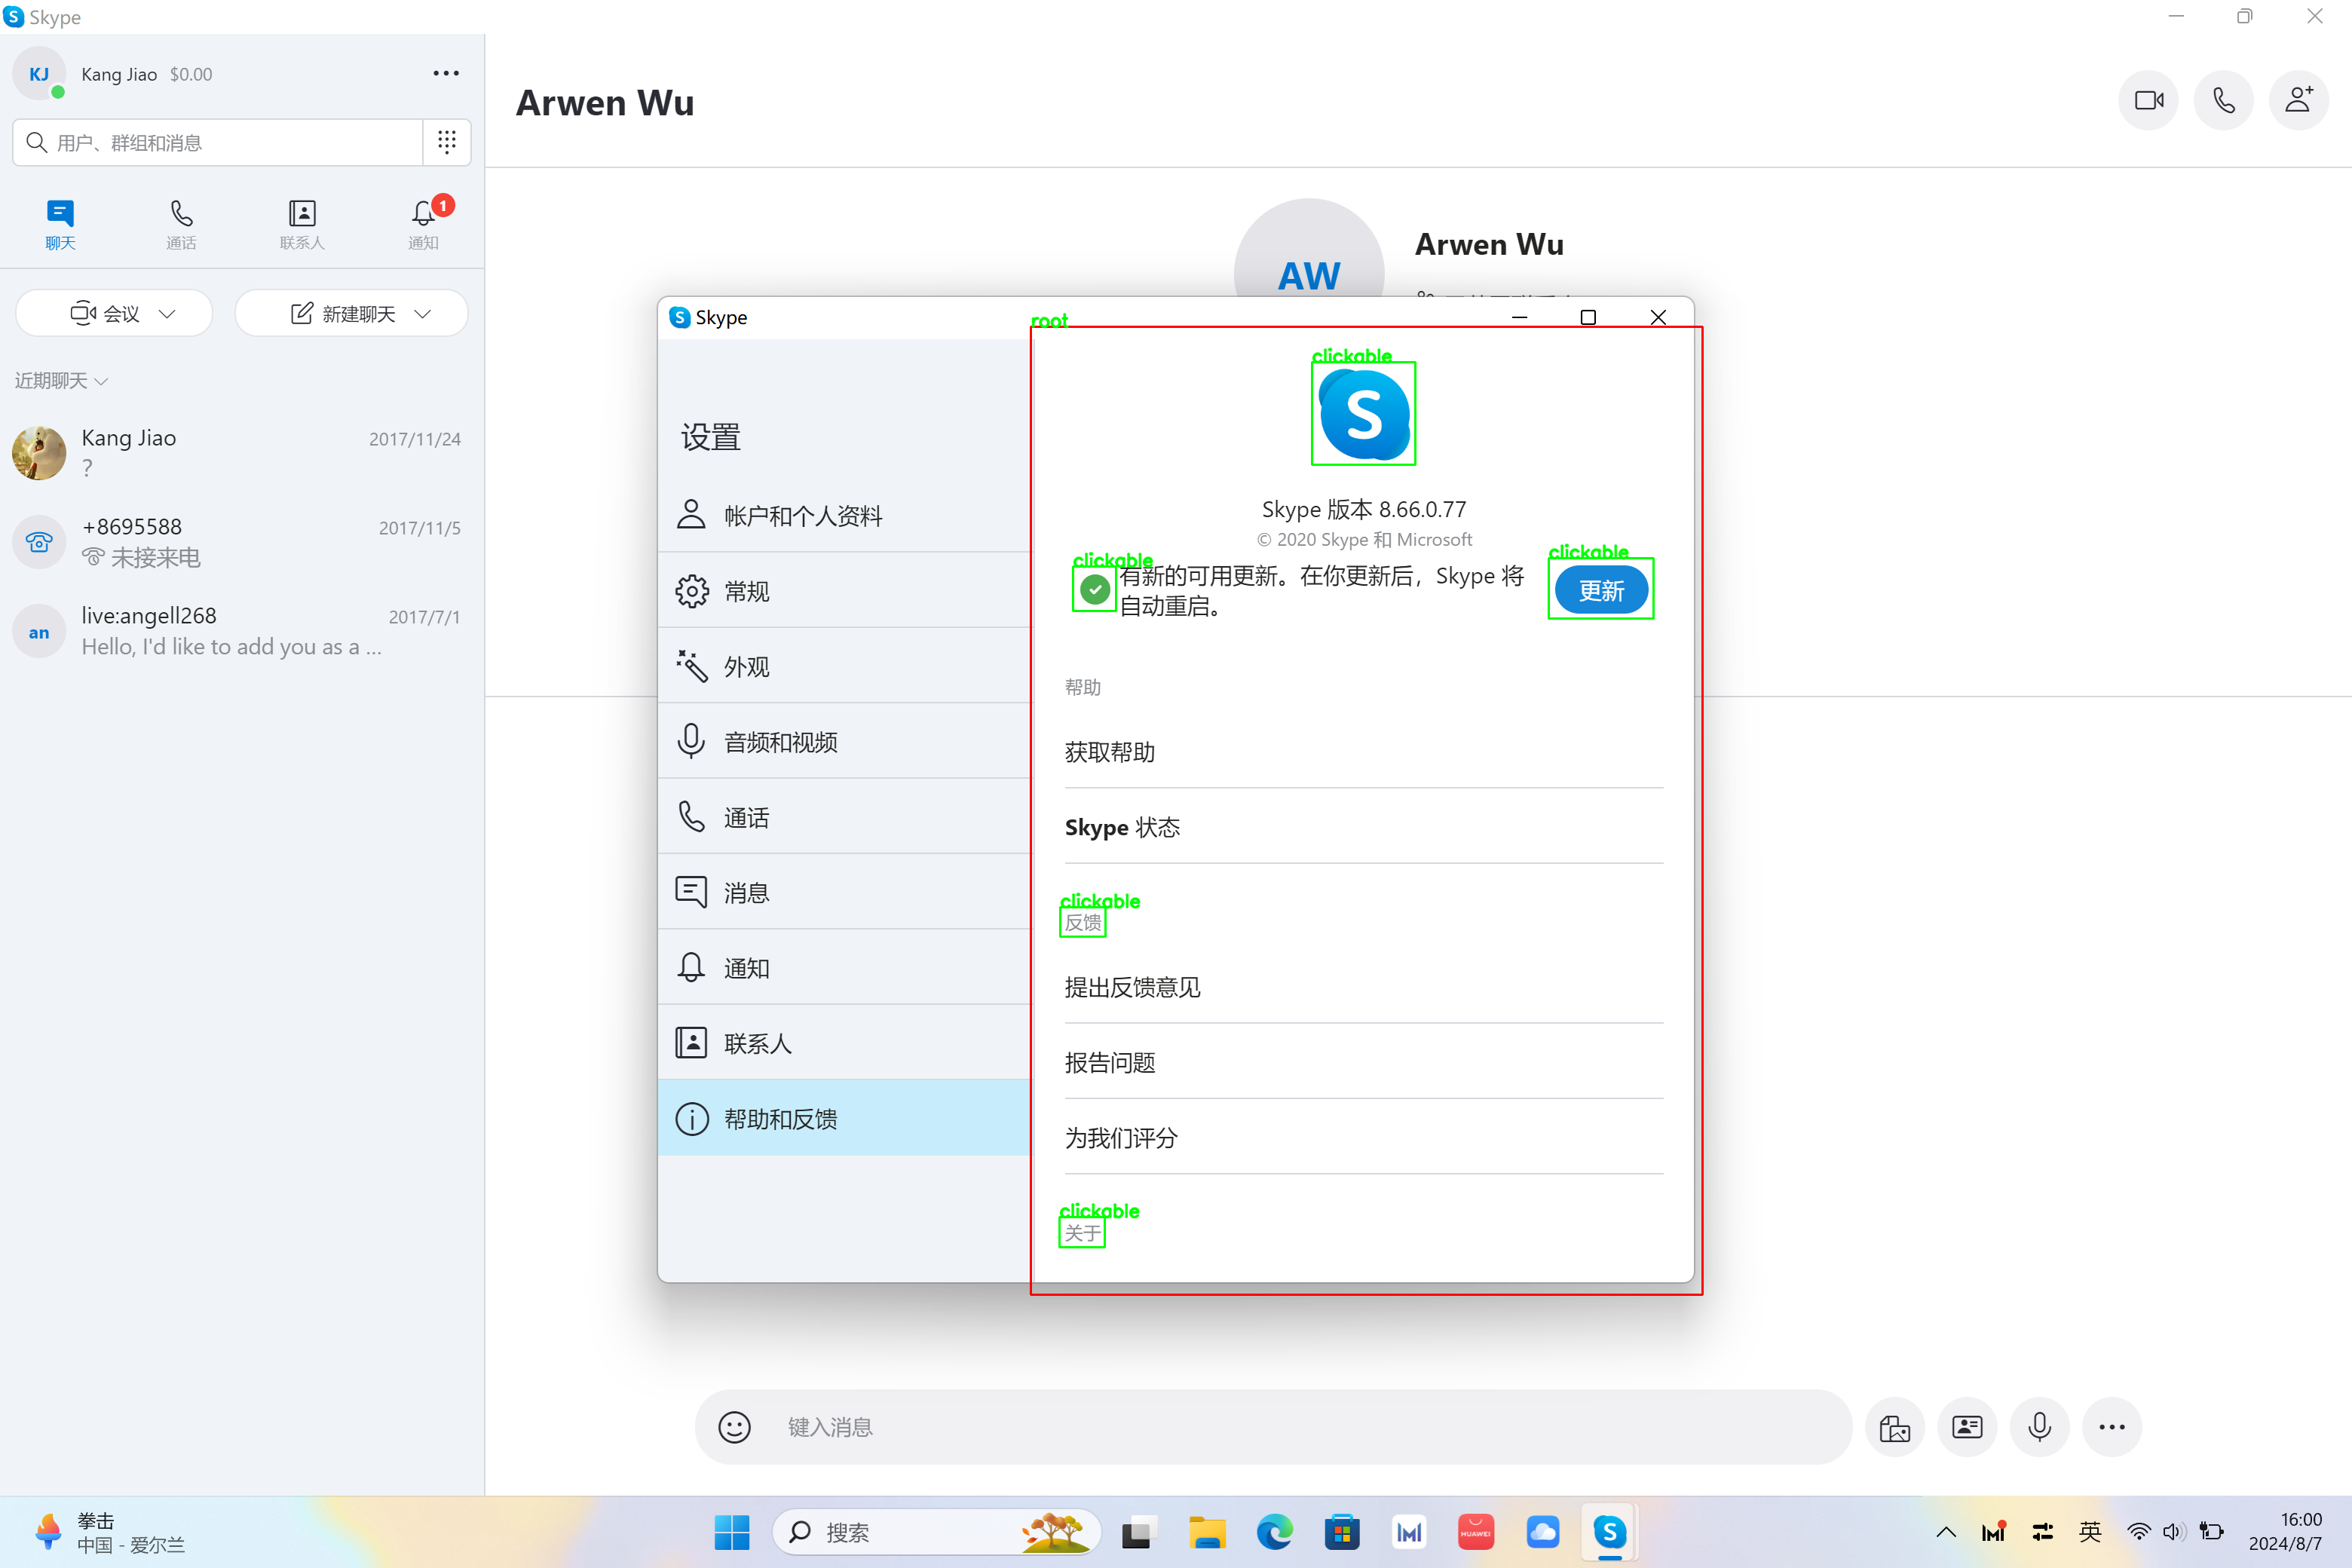 Skype
KJ
Kang Jiao $0.00
用户、群组和消息
聊天
通话
联系人
通知
1
会议
新建聊天
近期聊天
Kang Jiao
2017/11/24
?
+8695588
2017/11/5
未接来电
an
live:angell268
2017/7/1
Hello, I'd like to add you as a ...
Arwen Wu
AW
Arwen Wu
Skype
设置
帐户和个人资料
常规
外观
音频和视频
通话
消息
通知
联系人
帮助和反馈
root
clickable
Skype 版本 8.66.0.77
© 2020 Skype 和 Microsoft
clickable
有新的可用更新。在你更新后，Skype 将
自动重启。
clickable
更新
帮助
获取帮助
Skype 状态
clickable
反馈
提出反馈意见
报告问题
为我们评分
clickable
关于
键入消息
拳击
中国 - 爱尔兰
搜索
HUAWEI
英
16:00
2024/8/7